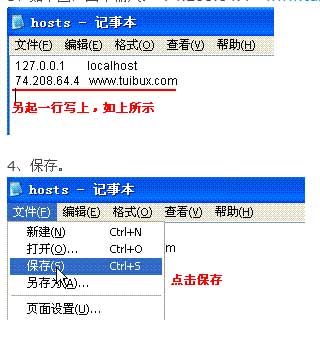 hosts - 记事本
文件(F) 编辑(E) 格式(O) 查看(V) 帮助(H)
127.0.0.1 localhost
74.208.64.4 www.tuibux.com
另起一行写上，如上所示
4、保存。
hosts - 记事本
文件(F) 编辑(E) 格式(O) 查看(V) 帮助(H)
新建(N) Ctrl+N
打开(O)... Ctrl+O
m
保存(S) Ctrl+S
点击保存
另存为(A)...
页面设置(U)...